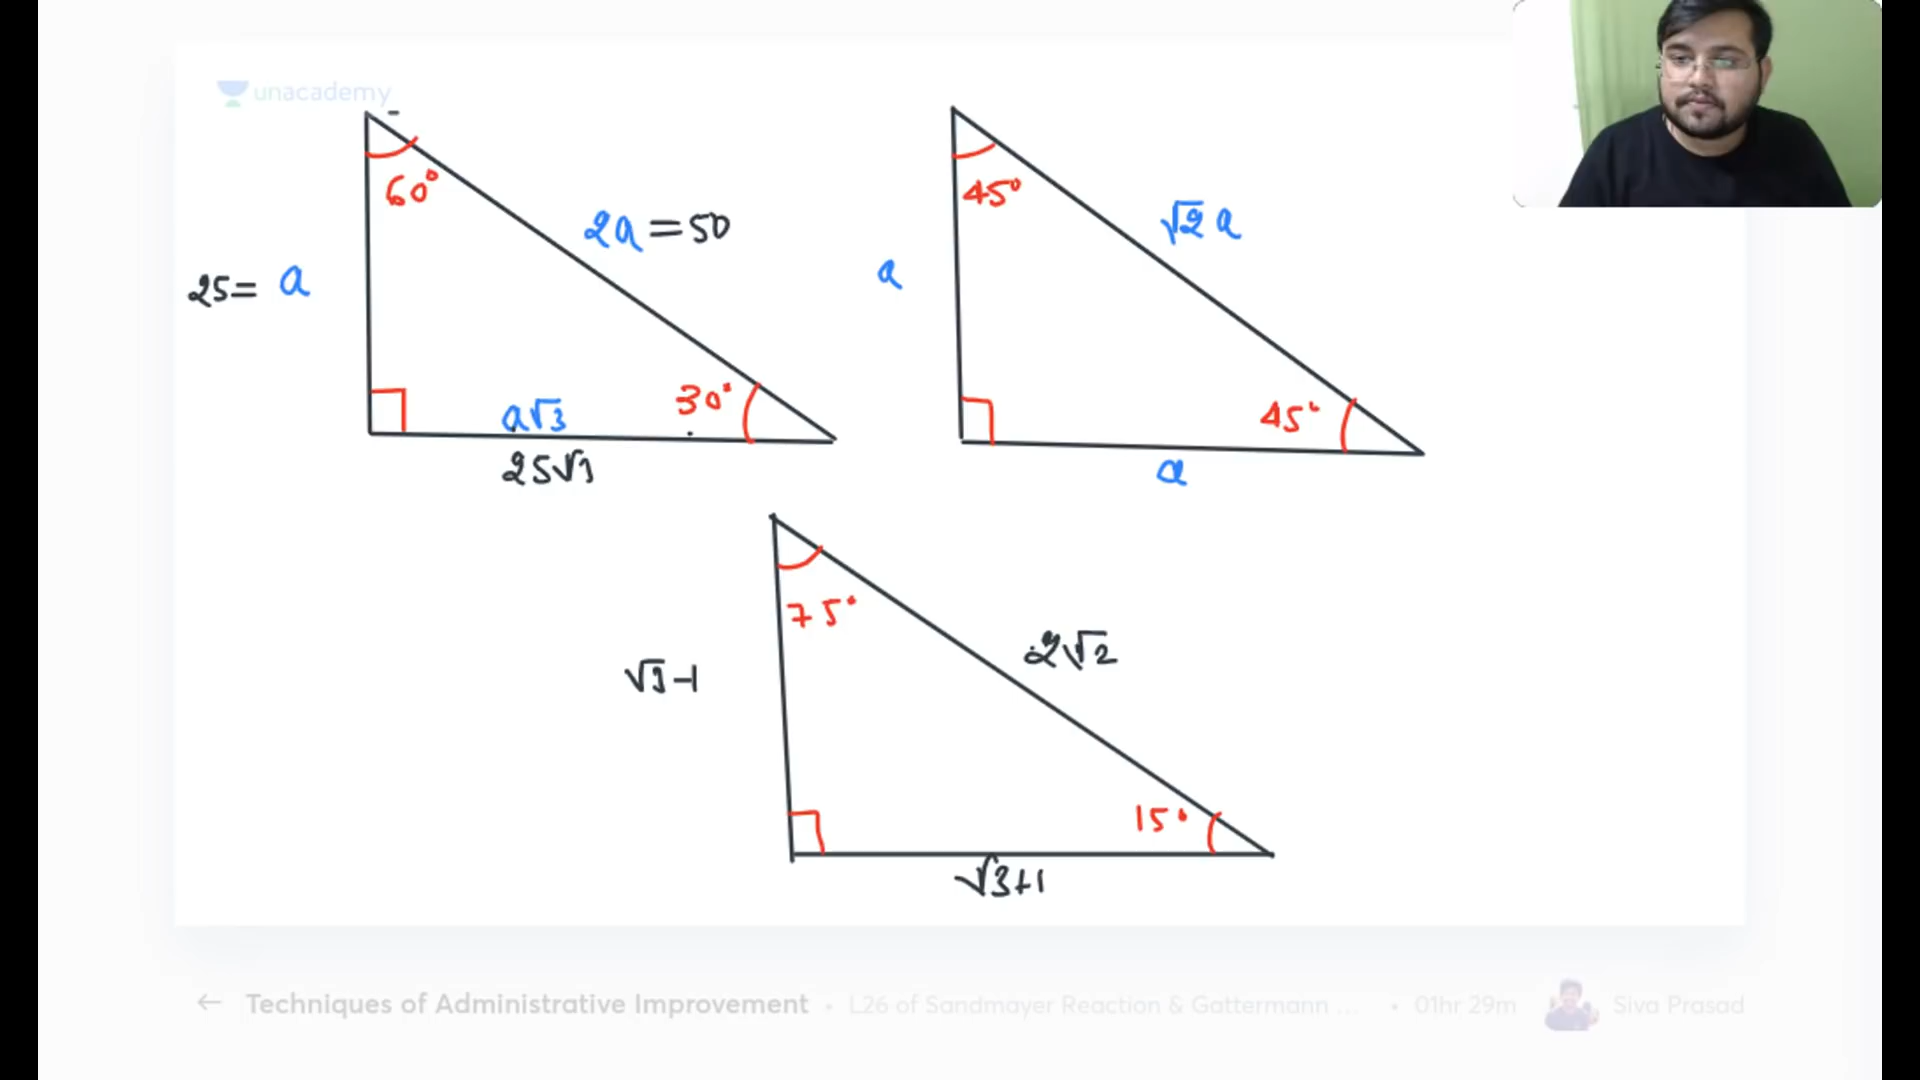 unacademy
60°
2a = 50
25 = a
30°
a√3
25√3
45°
√2 a
a
45°
a
75°
2√2
√3-1
15°
√3+1
Techniques of Administrative Improvement • L26 of Sandmayer Reaction & Gattermann ... • 01hr 29m Siva Prasad